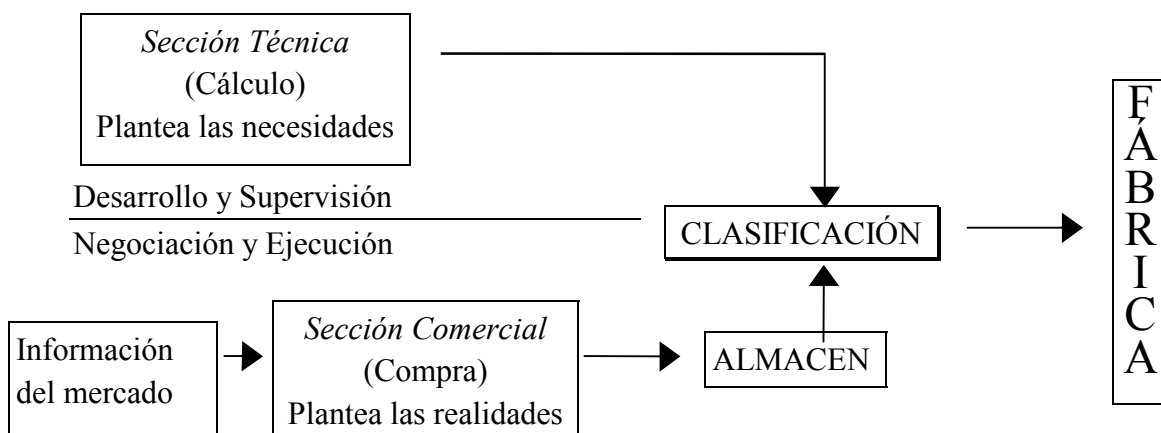 Sección Técnica
(Cálculo)
Plantea las necesidades
Desarrollo y Supervisión
Negociación y Ejecución
CLASIFICACIÓN
Información
del mercado
Sección Comercial
(Compra)
Plantea las realidades
ALMACEN
FÁBRICA